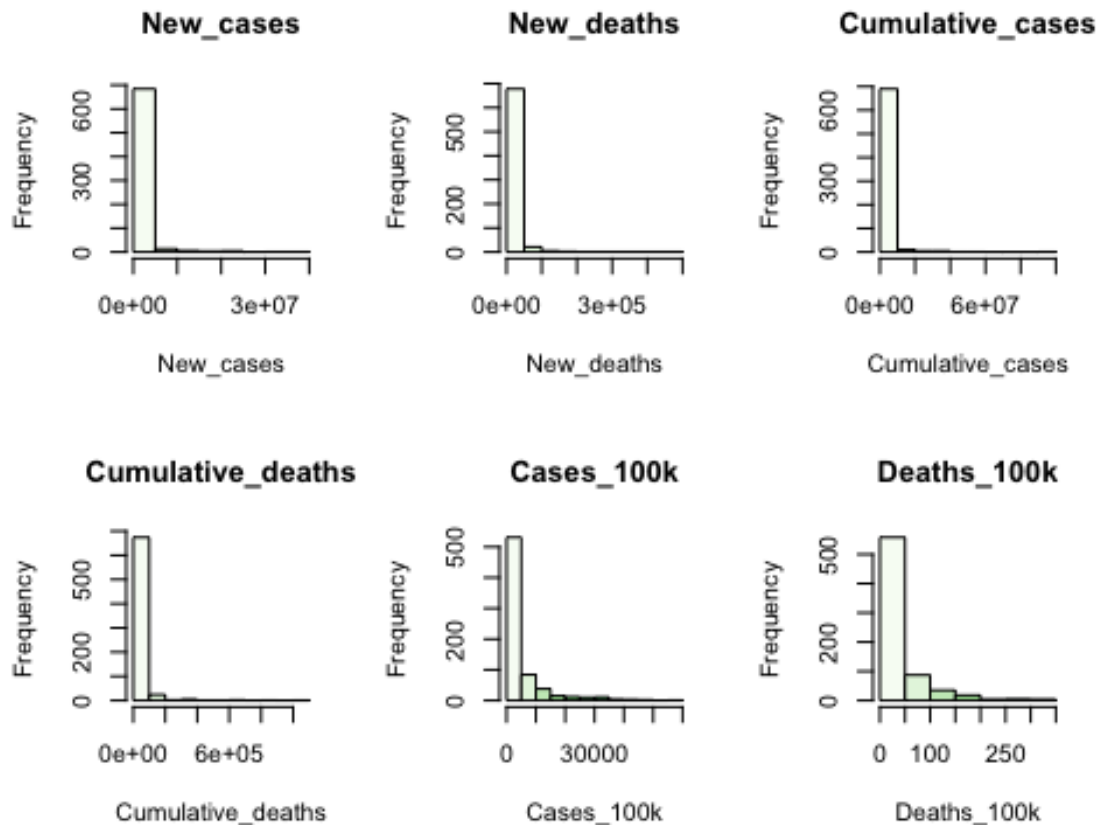 New_cases
New_deaths
Cumulative_cases
Frequency
0
300
600
0e+00
3e+07
New_cases
Frequency
0
200
500
0e+00
3e+05
New_deaths
Frequency
0
300
600
0e+00
6e+07
Cumulative_cases
Cumulative_deaths
Cases_100k
Deaths_100k
Frequency
0
200
500
0e+00
6e+05
Cumulative_deaths
Frequency
0
200
500
0
30000
Cases_100k
Frequency
0
200
500
0
100
250
Deaths_100k